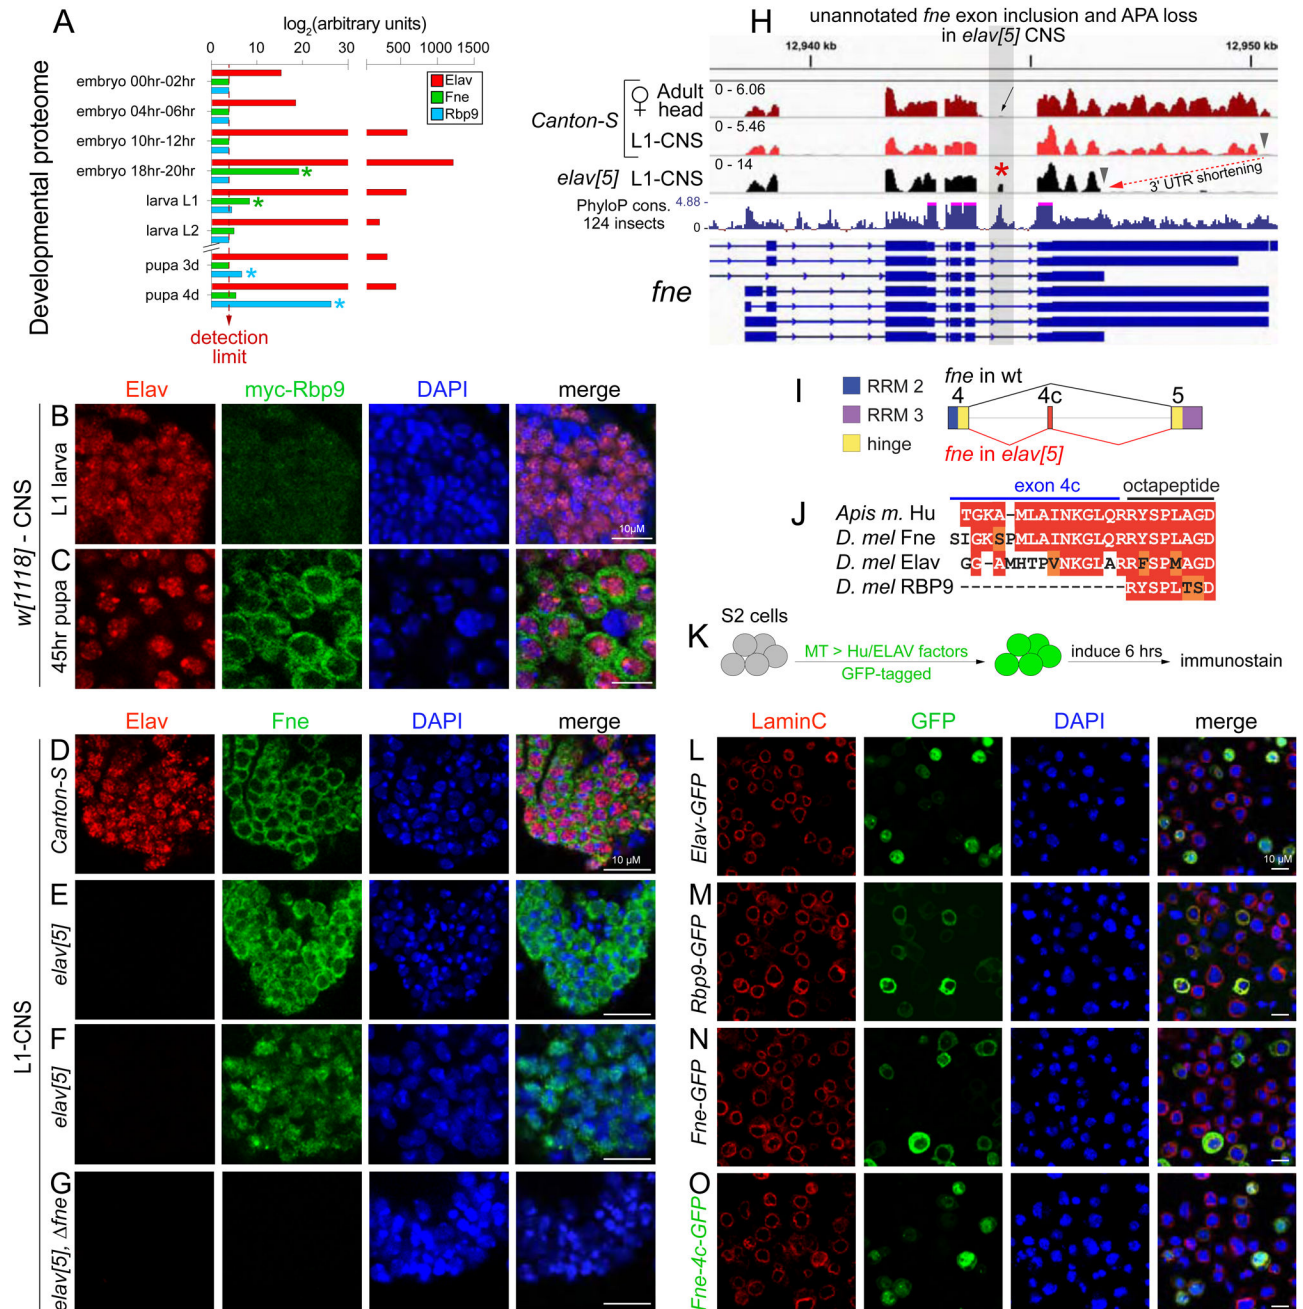 A
log2(arbitrary units)
0 10 20 30 500 1000 1500
Developmental proteome
embryo 00hr-02hr
embryo 04hr-06hr
embryo 10hr-12hr
embryo 18hr-20hr
larva L1
larva L2
pupa 3d
pupa 4d
Elav
Fne
Rbp9
*
*
*
*
detection
limit
H
unannotated fne exon inclusion and APA loss
in elav[5] CNS
12,940 kb 12,950 kb
Canton-S
♀ Adult
head
0 - 6.06
L1-CNS
0 - 5.46
elav[5] L1-CNS
0 - 14
*
3' UTR shortening
PhyloP cons.
124 insects
4.88 -
0 -
fne
I
RRM 2
RRM 3
hinge
fne in wt
4 4c 5
fne in elav[5]
J
exon 4c octapeptide
Apis m. Hu TGKA-MLAINKGLQRRYSPLAGD
D. mel Fne SIGKSPMLAINKGLQRRYSPLAGD
D. mel Elav GG-AMHTPVNKGLARRFSPMAGD
D. mel RBP9 ---------------RYSPLTSD
K
S2 cells
MT > Hu/ELAV factors
GFP-tagged
induce 6 hrs
immunostain
w[1118] - CNS
Elav myc-Rbp9 DAPI merge
B
L1 larva
10µM
C
45hr pupa
L1-CNS
Elav Fne DAPI merge
D
Canton-S
10 µM
E
elav[5]
F
elav[5]
G
elav[5], Δfne
LaminC GFP DAPI merge
L
Elav-GFP
10 µM
M
Rbp9-GFP
N
Fne-GFP
O
Fne-4c-GFP